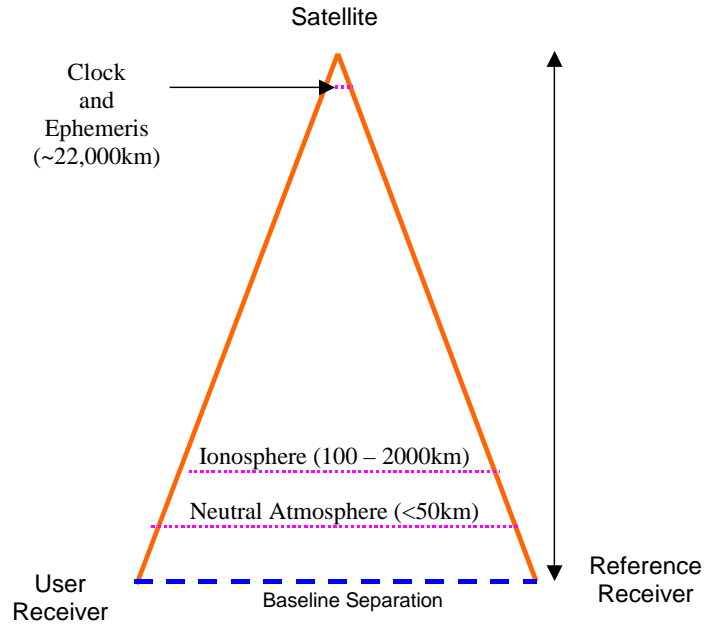 Satellite
Clock
and
Ephemeris
(~22,000km)
Ionosphere (100 – 2000km)
Neutral Atmosphere (<50km)
User
Receiver
Baseline Separation
Reference
Receiver